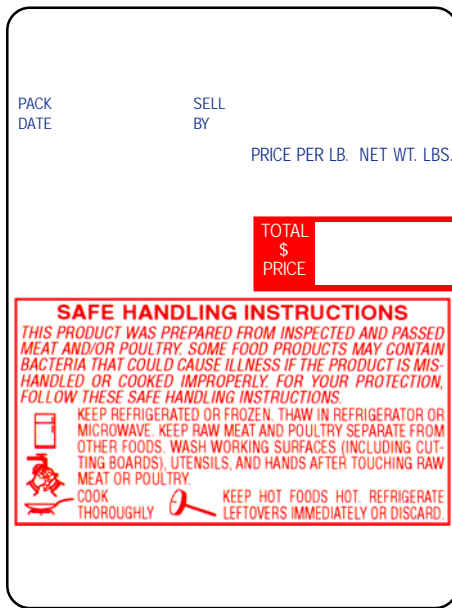 PACK SELL
DATE BY
PRICE PER LB. NET WT. LBS.
TOTAL
$
PRICE
SAFE HANDLING INSTRUCTIONS
THIS PRODUCT WAS PREPARED FROM INSPECTED AND PASSED
MEAT AND/OR POULTRY. SOME FOOD PRODUCTS MAY CONTAIN
BACTERIA THAT COULD CAUSE ILLNESS IF THE PRODUCT IS MIS-
HANDLED OR COOKED IMPROPERLY. FOR YOUR PROTECTION,
FOLLOW THESE SAFE HANDLING INSTRUCTIONS.
KEEP REFRIGERATED OR FROZEN. THAW IN REFRIGERATOR OR
MICROWAVE. KEEP RAW MEAT AND POULTRY SEPARATE FROM
OTHER FOODS. WASH WORKING SURFACES (INCLUDING CUT-
TING BOARDS), UTENSILS, AND HANDS AFTER TOUCHING RAW
MEAT OR POULTRY.
COOK
THOROUGHLY
KEEP HOT FOODS HOT. REFRIGERATE
LEFTOVERS IMMEDIATELY OR DISCARD.